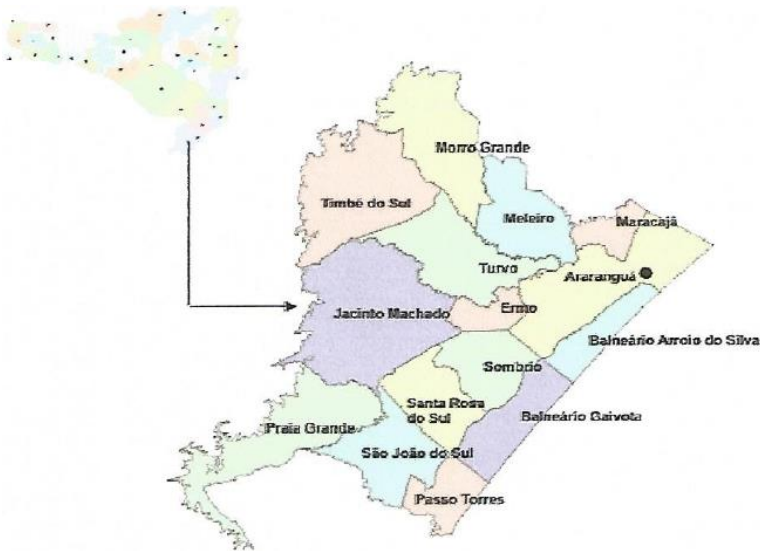 Morro Grande
Timbé do Sul
Meleiro
Maracajá
Turvo
Araranguá
Ermo
Jacinto Machado
Balneário Arroio do Silva
Sombrio
Santa Rosa
do Sul
Balneário Gaivota
Praia Grande
São João do Sul
Passo Torres